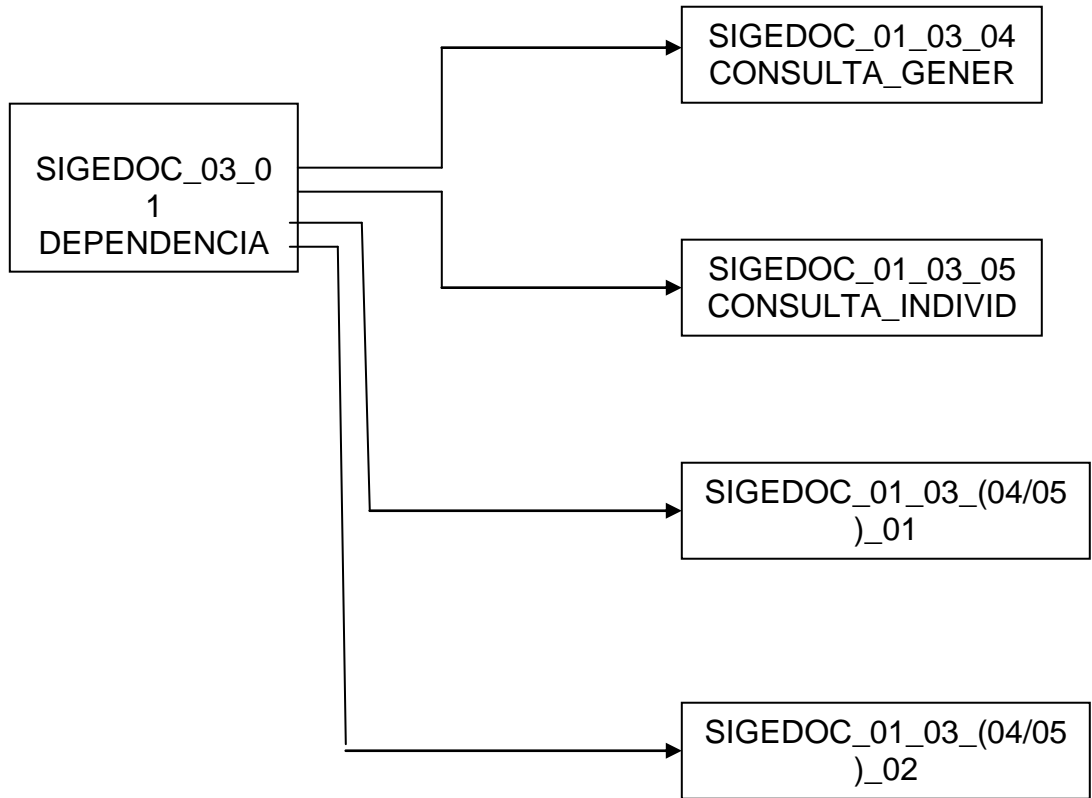 SIGEDOC_01_03_04
CONSULTA_GENER
SIGEDOC_03_0
1
DEPENDENCIA
SIGEDOC_01_03_05
CONSULTA_INDIVID
SIGEDOC_01_03_(04/05
)_01
SIGEDOC_01_03_(04/05
)_02